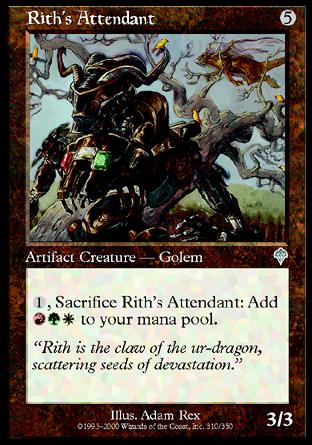 Rith's Attendant 5
Artifact Creature — Golem
1, Sacrifice Rith's Attendant: Add
to your mana pool.
“Rith is the claw of the ur-dragon,
scattering seeds of devastation.”
Illus. Adam Rex
3/3
©1993–2000 Wizards of the Coast, Inc. 310/350